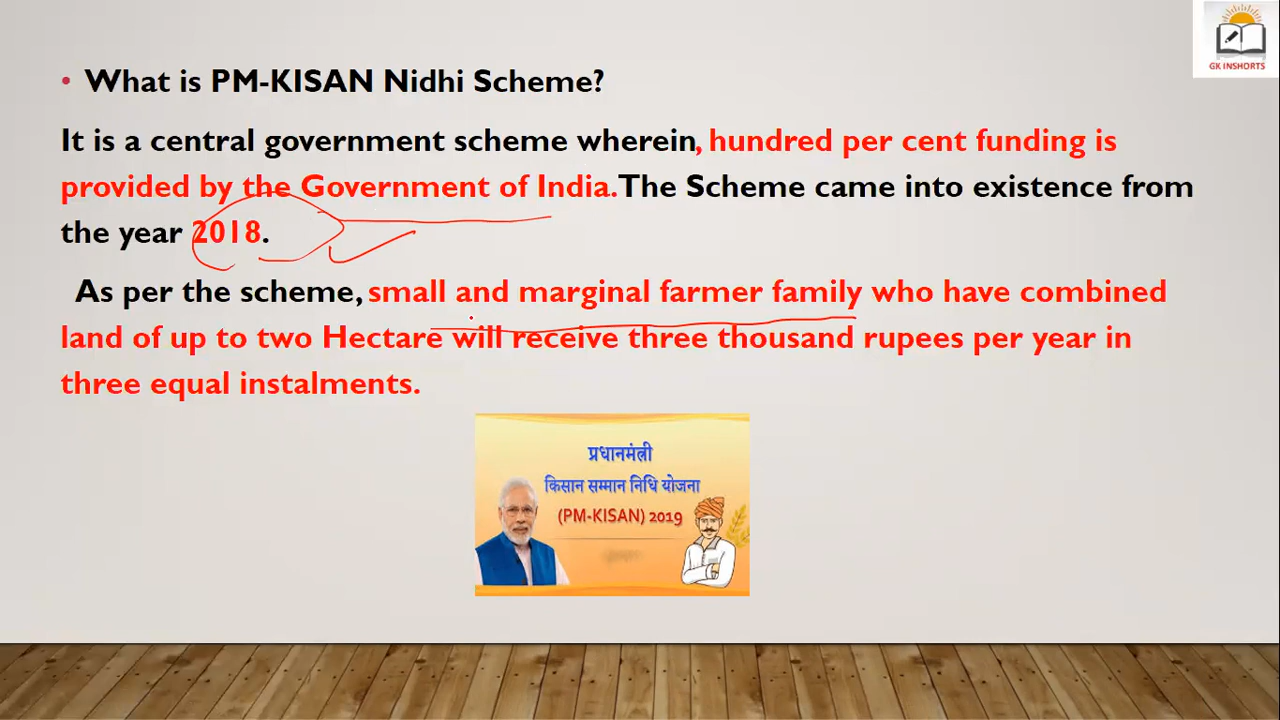 GK INSHORTS
• What is PM-KISAN Nidhi Scheme?
It is a central government scheme wherein, hundred per cent funding is
provided by the Government of India.The Scheme came into existence from
the year 2018.
As per the scheme, small and marginal farmer family who have combined
land of up to two Hectare will receive three thousand rupees per year in
three equal instalments.
प्रधानमंत्री
किसान सम्मान निधि योजना
(PM-KISAN) 2019